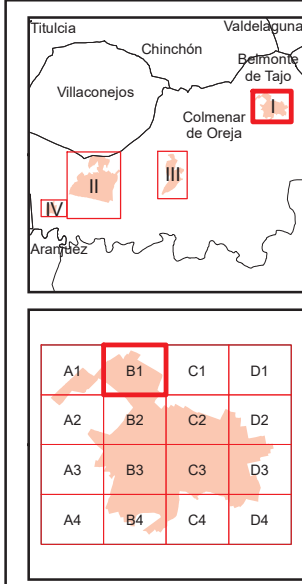 Titulcia
Valdelaguna
Chinchón
Belmonte
de Tajo
Villaconejos
I
Colmenar
de Oreja
III
II
IV
Aranjuez
A1 B1 C1 D1
A2 B2 C2 D2
A3 B3 C3 D3
A4 B4 C4 D4